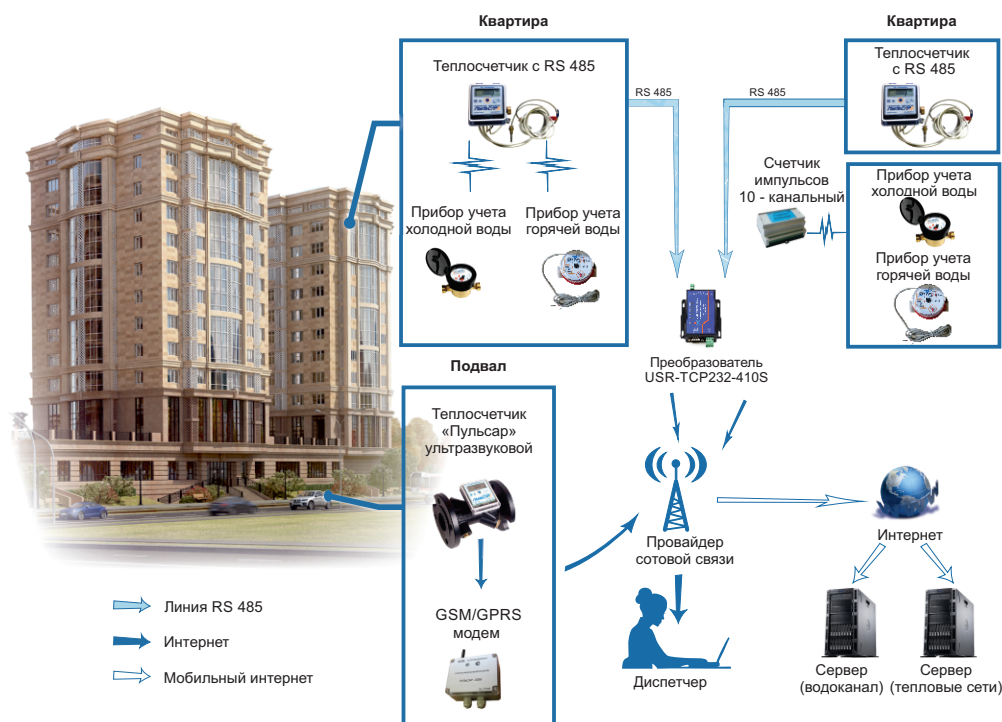 Квартира
Теплосчетчик с RS 485
Прибор учета
холодной воды
Прибор учета
горячей воды
RS 485
RS 485
Квартира
Теплосчетчик
с RS 485
Счетчик
импульсов
10 - канальный
Прибор учета
холодной воды
Прибор учета
горячей воды
Преобразователь
USR-TCP232-410S
Подвал
Теплосчетчик
«Пульсар»
ультразвуковой
GSM/GPRS
модем
Провайдер
сотовой связи
Интернет
Диспетчер
Сервер
(водоканал)
Сервер
(тепловые сети)
Линия RS 485
Интернет
Мобильный интернет